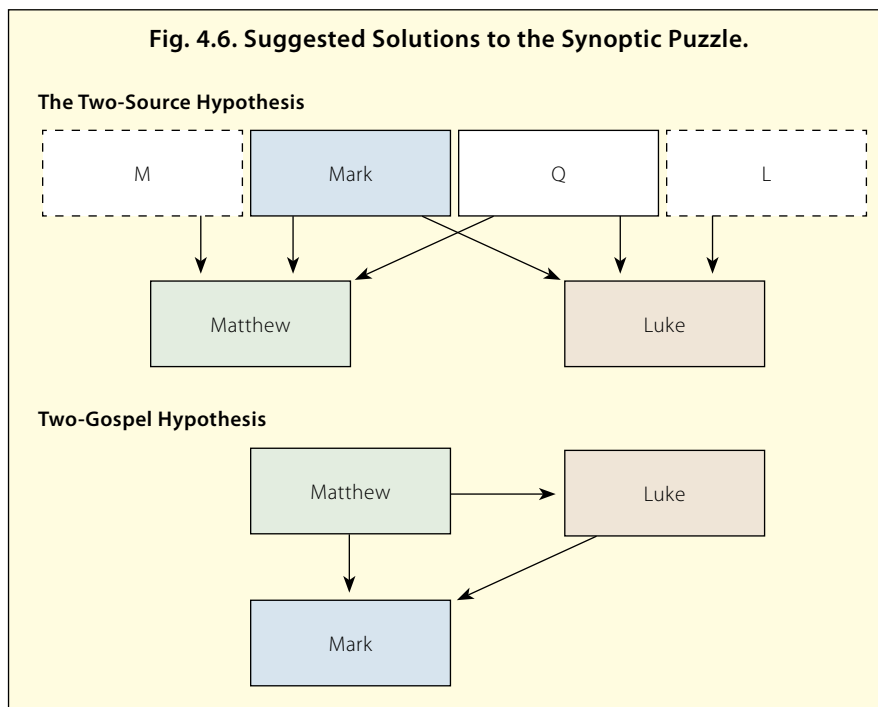 Fig. 4.6. Suggested Solutions to the Synoptic Puzzle.
The Two-Source Hypothesis
M
Mark
Q
L
Matthew
Luke
Two-Gospel Hypothesis
Matthew
Luke
Mark